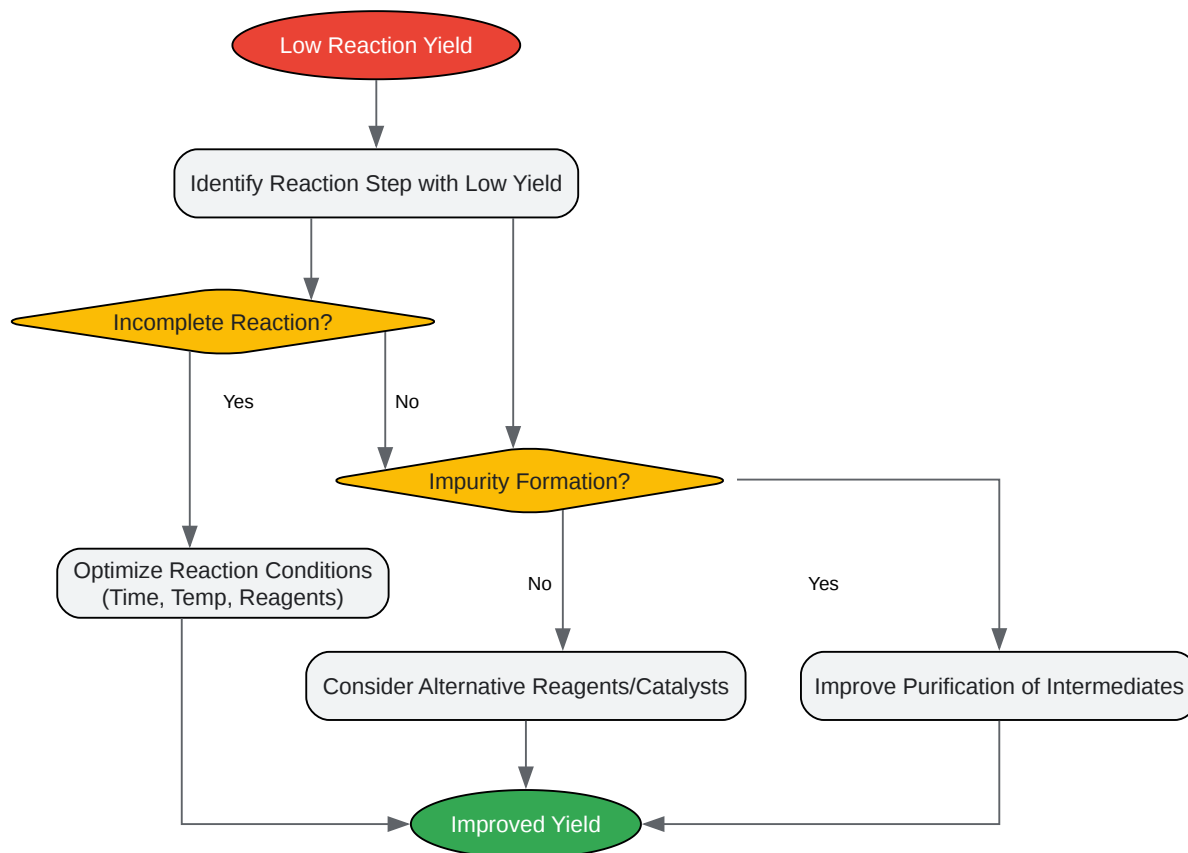 Low Reaction Yield
Identify Reaction Step with Low Yield
Incomplete Reaction?
Yes
No
Impurity Formation?
Optimize Reaction Conditions
(Time, Temp, Reagents)
No
Yes
Consider Alternative Reagents/Catalysts
Improve Purification of Intermediates
Improved Yield